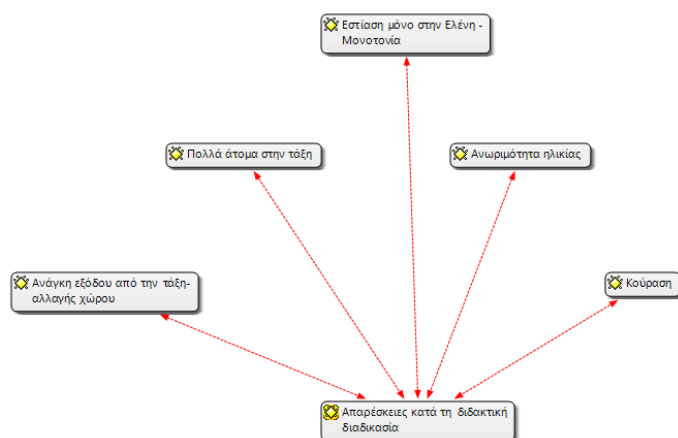 Εστίαση μόνο στην Ελένη -
Μονοτονία
Πολλά άτομα στην τάξη
Ανωριμότητα ηλικίας
Ανάγκη εξόδου από την τάξη-
αλλαγής χώρου
Κούραση
Απαρέσκειες κατά τη διδακτική
διαδικασία